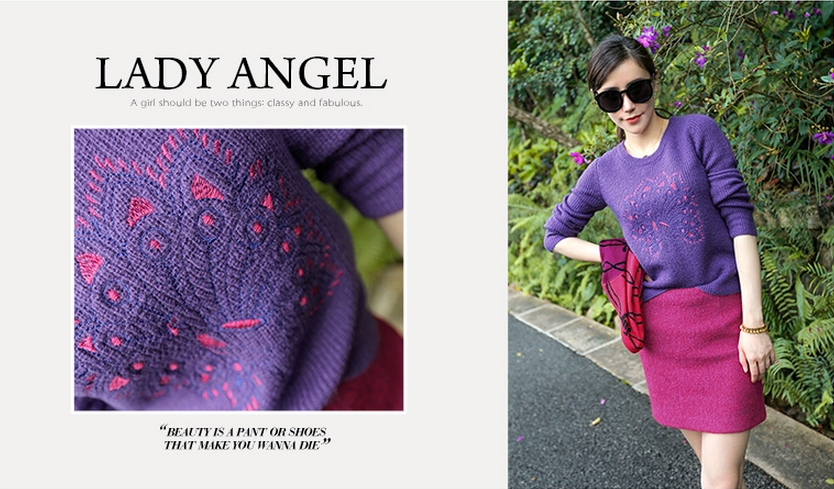 LADY ANGEL
A girl should be two things: classy and fabulous.
“BEAUTY IS A PANT OR SHOES
THAT MAKE YOU WANNA DIE”